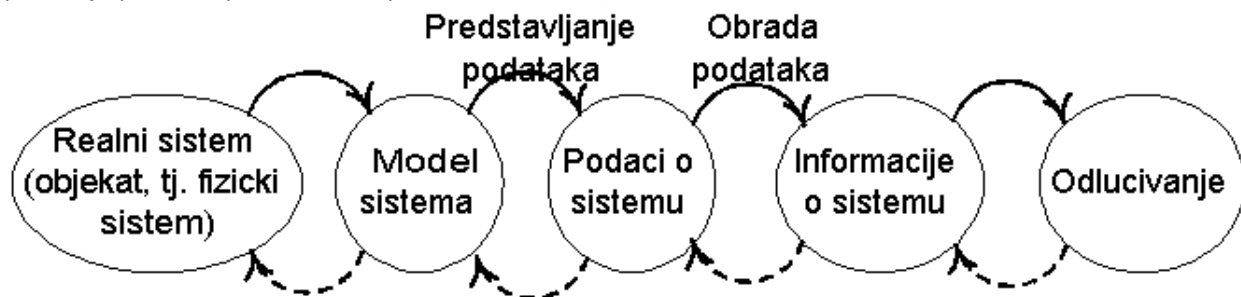 Predstavljanje
podataka
Obrada
podataka
Realni sistem
(objekat, tj. fizicki
sistem)
Model
sistema
Podaci o
sistemu
Informacije
o sistemu
Odlucivanje